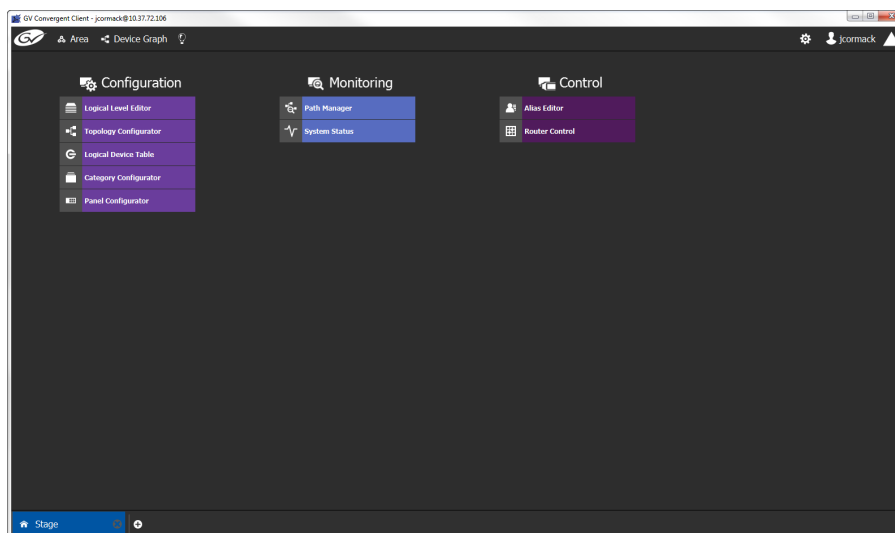 GV Convergent Client - jcormack@10.37.72.106
GV Area Device Graph jcormack
Configuration Monitoring Control
Logical Level Editor Path Manager Alias Editor
Topology Configurator System Status Router Control
Logical Device Table
Category Configurator
Panel Configurator
Stage